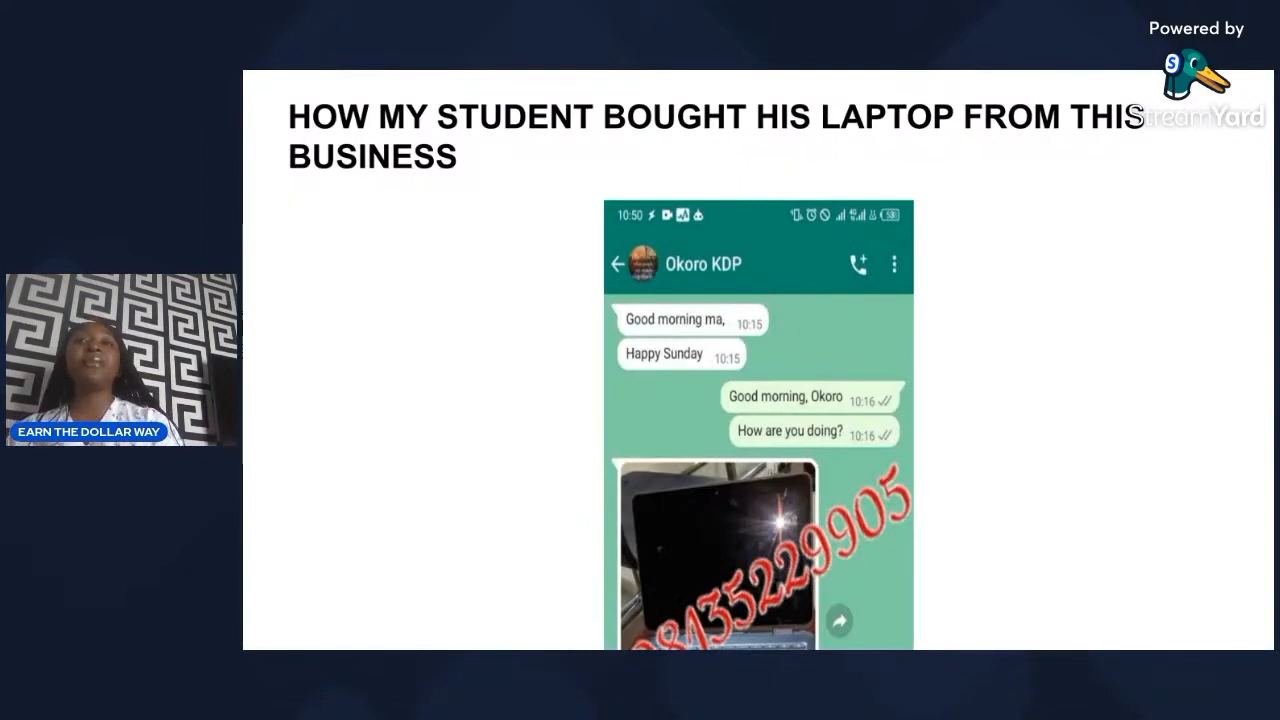 Powered by
StreamYard
HOW MY STUDENT BOUGHT HIS LAPTOP FROM THIS
BUSINESS
10:50
Okoro KDP
Good morning ma, 10:15
Happy Sunday 10:15
Good morning, Okoro 10:16
How are you doing? 10:16
08135229905
EARN THE DOLLAR WAY